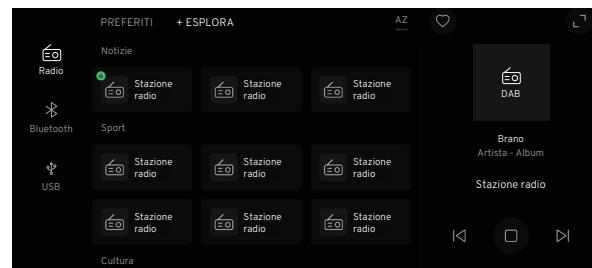 PREFERITI + ESPLORA AZ
Radio
Bluetooth
USB
Notizie
Stazione radio
Stazione radio
Stazione radio
Sport
Stazione radio
Stazione radio
Stazione radio
Stazione radio
Stazione radio
Stazione radio
Cultura
DAB
Brano
Artista - Album
Stazione radio